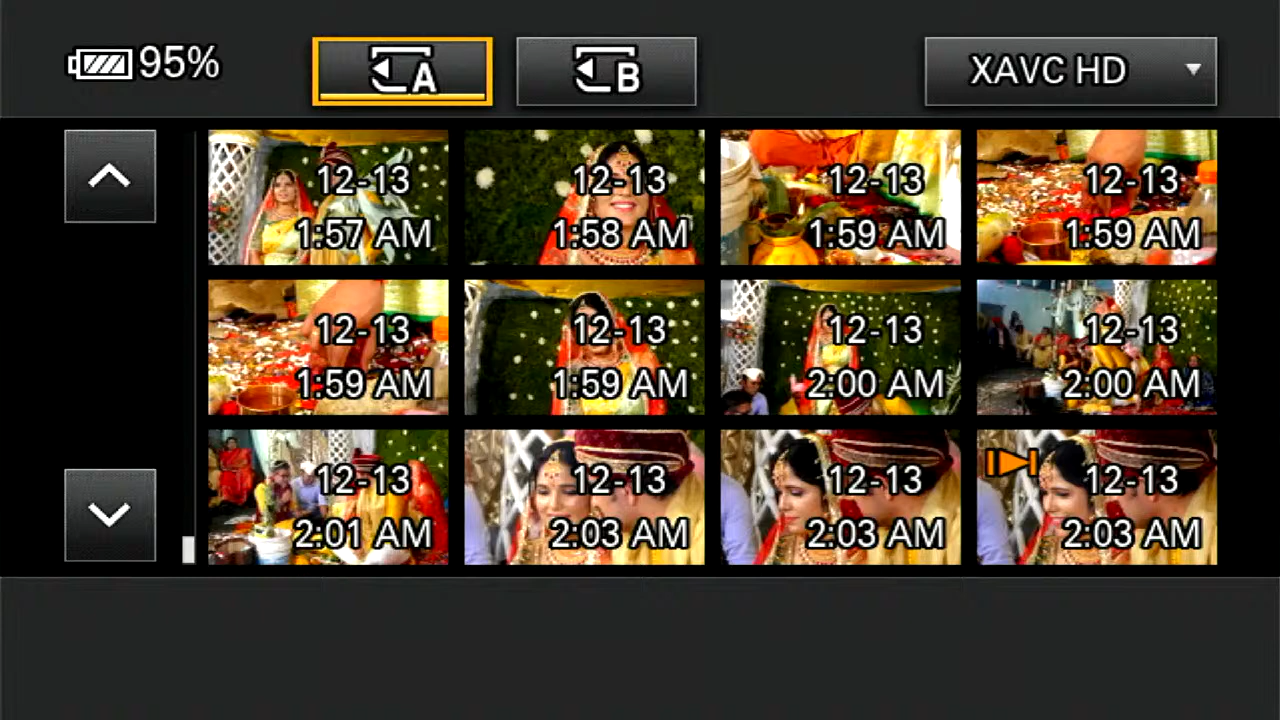 95%
A
B
XAVC HD
12-13
1:57 AM
12-13
1:58 AM
12-13
1:59 AM
12-13
1:59 AM
12-13
1:59 AM
12-13
1:59 AM
12-13
2:00 AM
12-13
2:00 AM
12-13
2:01 AM
12-13
2:03 AM
12-13
2:03 AM
12-13
2:03 AM